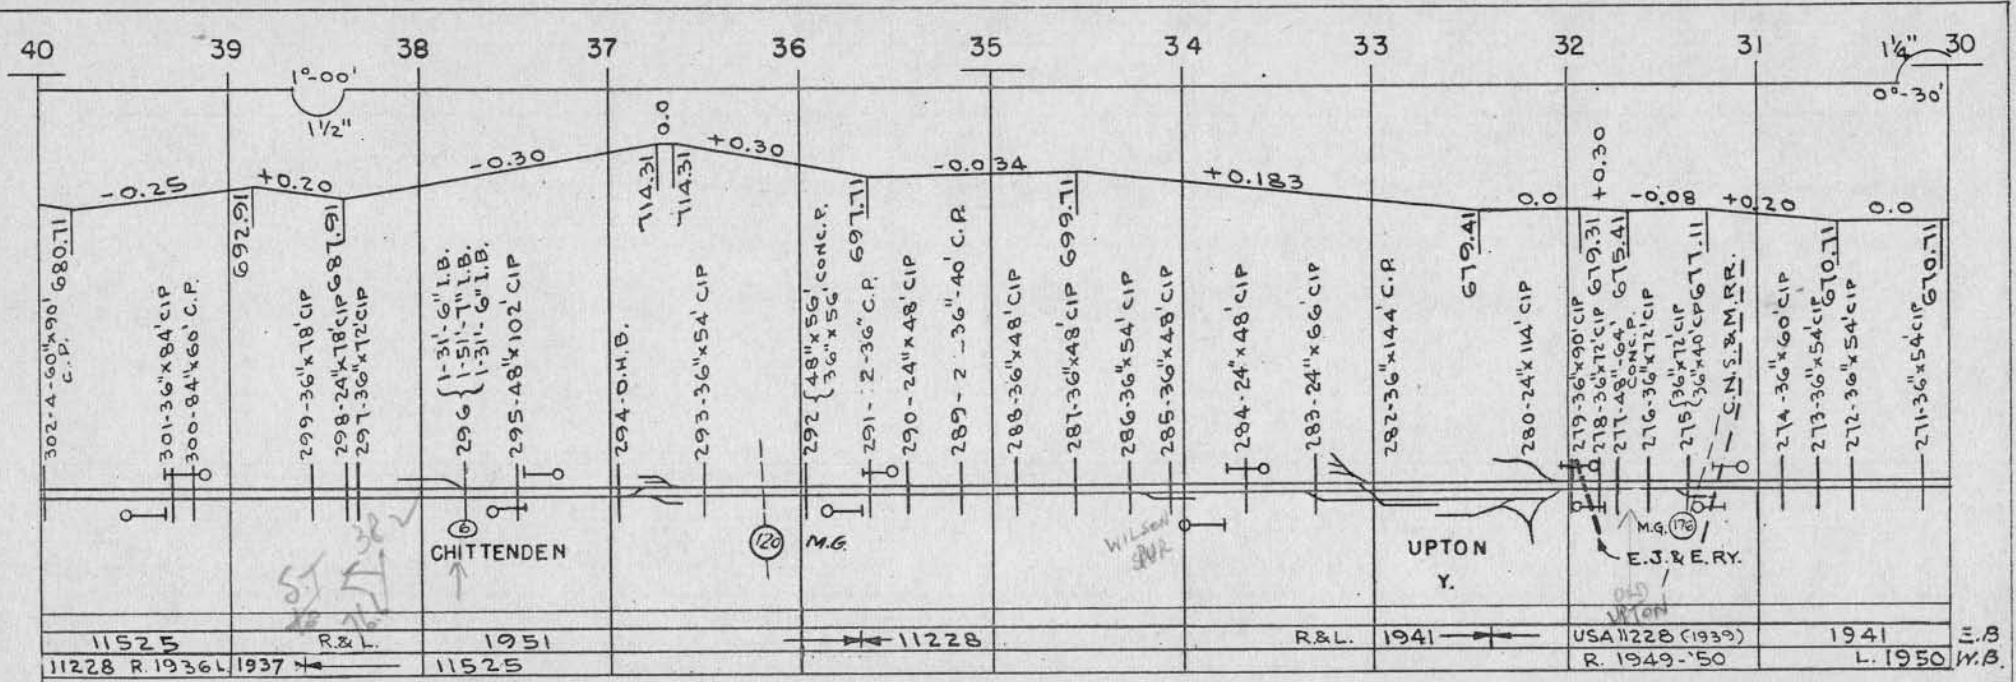 40 39 38 37 36 35 34 33 32 31 30
1°-00'
1½"
1¼"
0°-30'
-0.25 +0.20 -0.30 0.0 +0.30 -0.034 +0.183 0.0 +0.30 -0.08 +0.20 0.0
680.71
692.91
687.91
714.31
714.31
697.71
699.71
679.41
679.31
675.41
677.11
670.71
670.71
302-4-60"x90'
C.P.
301-36"x84' CIP
300-84"x60' C.P.
299-36"x78' CIP
298-24"x78' CIP
297-36"x72' CIP
296 { 1-31'-6" I.B.
1-51'-7" I.B.
1-31'-6" I.B.
295-48"x102' CIP
294-O.H.B.
293-36"x54' CIP
292 { 48"x56' CONC. P.
36"x56'
291-2-36" C.P.
290-24"x48' CIP
289-2-36"-40' C.P.
288-36"x48' CIP
287-36"x48' CIP
286-36"x54' CIP
285-36"x48' CIP
284-24"x48' CIP
283-24"x66' CIP
282-36"x144' C.P.
280-24"x114' CIP
279-36"x90' CIP
278-36"x72' CIP
277-48"-64'
CONC. P.
276-36"x72' CIP
275 { 36"x72' CIP
36"x40' CP
C.N.S.&M.RR.
274-36"x60' CIP
273-36"x54' CIP
272-36"x54' CIP
271-36"x54' CIP
6
CHITTENDEN
120 M.G.
WILSON
SPUR
UPTON
Y.
M.G. 176
E.J.& E.RY.
OLD
UPTON
ST
38
76
11525 R.&L. 1951 11228 R.&L. 1941 USA 11228 (1939) 1941 E.B
11228 R.1936 L.1937 11525 R. 1949-'50 L. 1950 W.B.